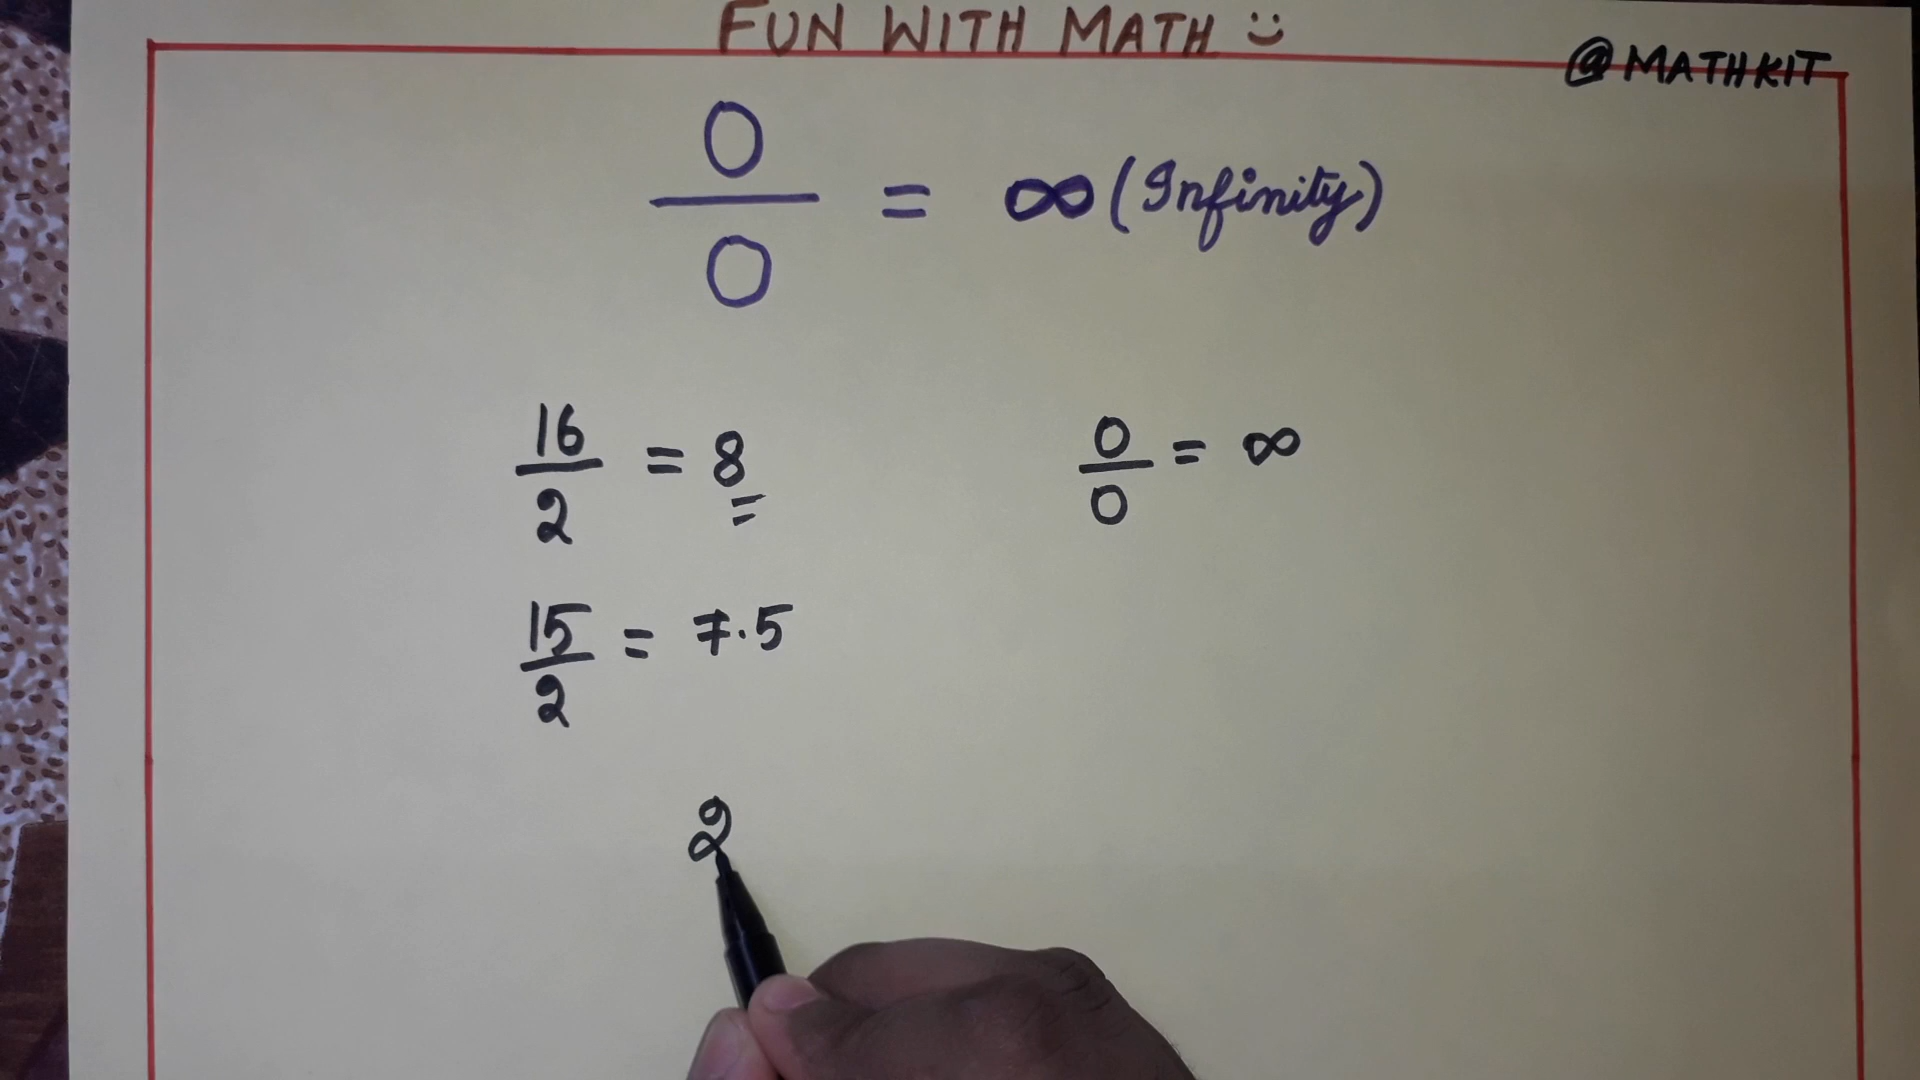 FUN WITH MATH :)
@MATHKIT
0/0 = ∞ (Infinity)
16/2 = 8
0/0 = ∞
15/2 = 7.5
2